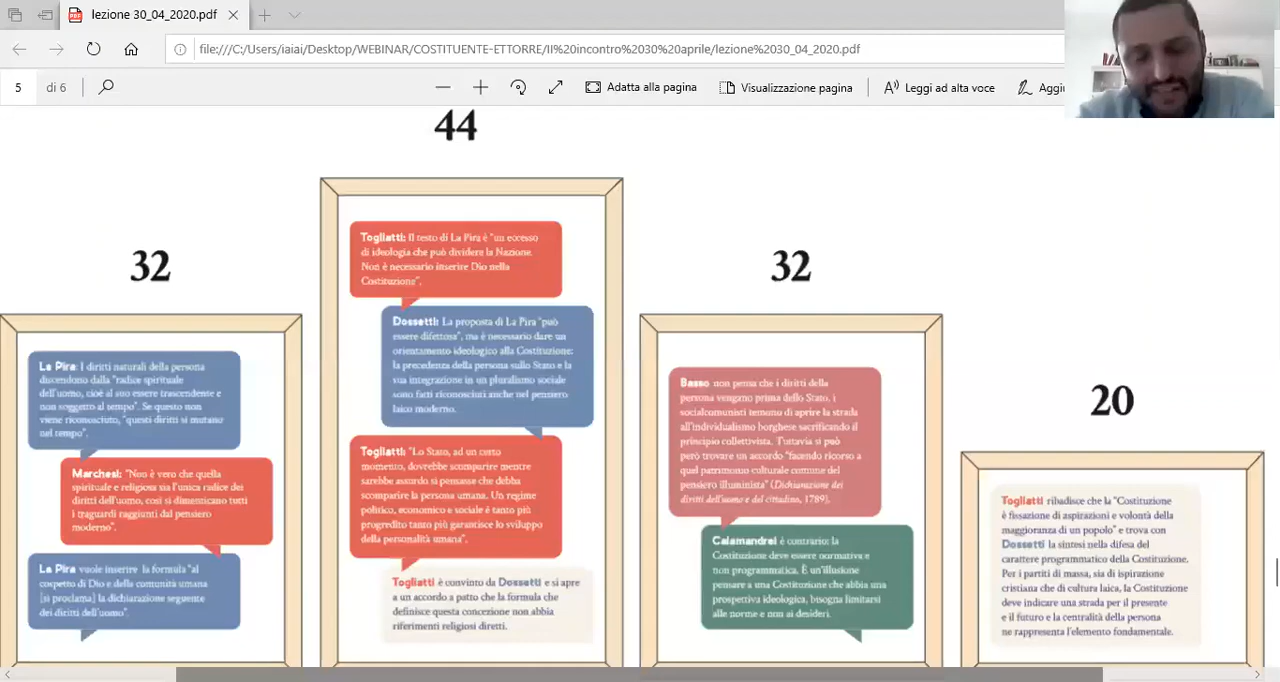 lezione 30_04_2020.pdf
file:///C:/Users/iaiai/Desktop/WEBINAR/COSTITUENTE-ETTORRE/II%20incontro%2030%20aprile/lezione%2030_04_2020.pdf
5 di 6
Adatta alla pagina
Visualizzazione pagina
Leggi ad alta voce
32
La Pira: I diritti naturali della persona
discendono dalla "radice spirituale
dell'uomo, cioè al suo essere trascendente e
non soggetto al tempo". Se questo non
viene riconosciuto, "questi diritti si mutano
nel tempo".
Marchesi: "Non è vero che quella
spirituale e religiosa sia l'unica radice dei
diritti dell'uomo, così si dimenticano tutti
i traguardi raggiunti dal pensiero
moderno".
La Pira vuole inserire la formula "al
cospetto di Dio e della comunità umana
[si proclama] la dichiarazione seguente
dei diritti dell'uomo".
44
Togliatti: Il testo di La Pira è "un eccesso
di ideologia che può dividere la Nazione.
Non è necessario inserire Dio nella
Costituzione".
Dossetti: La proposta di La Pira "può
essere difettosa", ma è necessario dare un
orientamento ideologico alla Costituzione:
la precedenza della persona sullo Stato e la
sua integrazione in un pluralismo sociale
sono fatti riconosciuti anche nel pensiero
laico moderno.
Togliatti: "Lo Stato, ad un certo
momento, dovrebbe scomparire mentre
sarebbe assurdo si pensasse che debba
scomparire la persona umana. Un regime
politico, economico e sociale è tanto più
progredito tanto più garantisce lo sviluppo
della personalità umana".
Togliatti è convinto da Dossetti e si apre
a un accordo a patto che la formula che
definisce questa concezione non abbia
riferimenti religiosi diretti.
32
Basso non pensa che i diritti della
persona vengano prima dello Stato, i
socialcomunisti temono di aprire la strada
all'individualismo borghese sacrificando il
principio collettivista. Tuttavia si può
però trovare un accordo "facendo ricorso a
quel patrimonio culturale comune del
pensiero illuminista" (Dichiarazione dei
diritti dell'uomo e del cittadino, 1789).
Calamandrei è contrario: la
Costituzione deve essere normativa e
non programmatica. È un'illusione
pensare a una Costituzione che abbia una
prospettiva ideologica, bisogna limitarsi
alle norme e non ai desideri.
20
Togliatti ribadisce che la "Costituzione
è fissazione di aspirazioni e volontà della
maggioranza di un popolo" e trova con
Dossetti la sintesi nella difesa del
carattere programmatico della Costituzione.
Per i partiti di massa, sia di ispirazione
cristiana che di cultura laica, la Costituzione
deve indicare una strada per il presente
e il futuro e la centralità della persona
ne rappresenta l'elemento fondamentale.